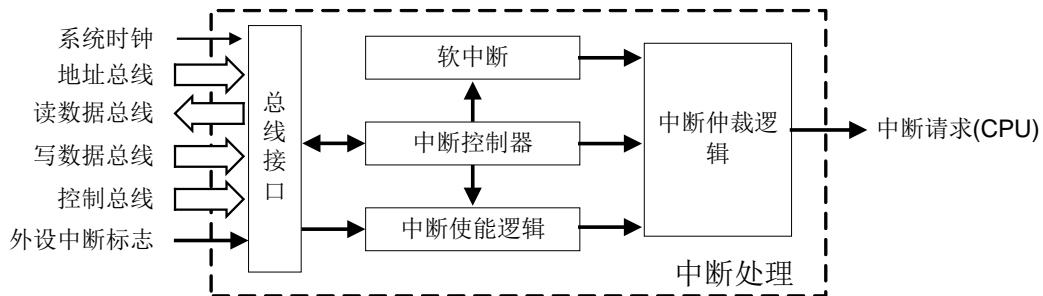 系统时钟
地址总线
读数据总线
写数据总线
控制总线
外设中断标志
总线接口
软中断
中断控制器
中断使能逻辑
中断仲裁逻
辑
中断请求(CPU)
中断处理